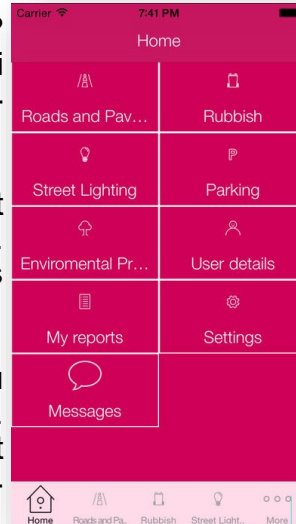 Carrier 7:41 PM
Home
Roads and Pav... Rubbish
P
Street Lighting Parking
Enviromental Pr... User details
My reports Settings
Messages
Home Roads and Pa.. Rubbish Street Light.. More